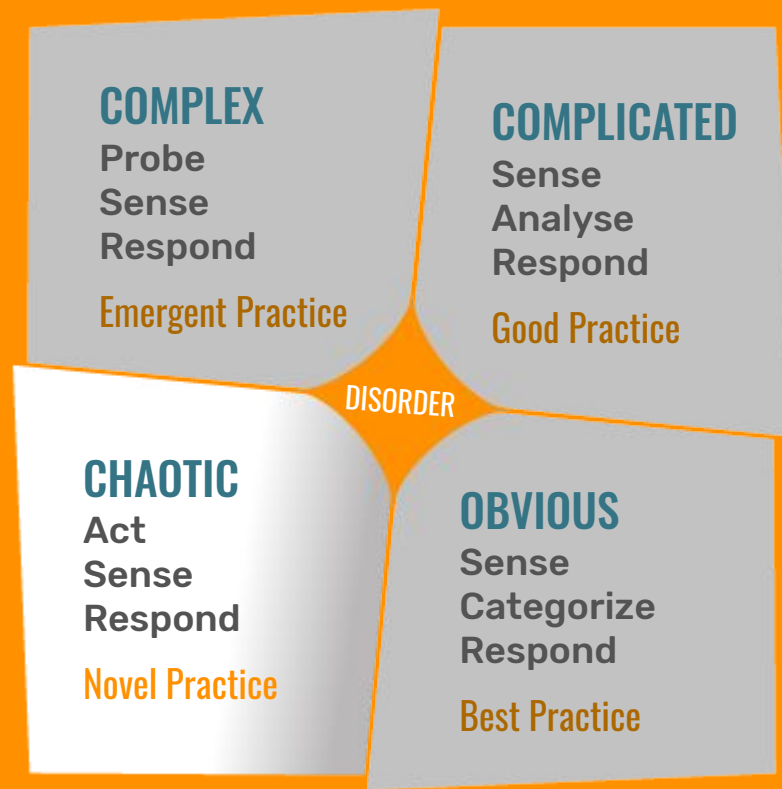 COMPLEX
Probe
Sense
Respond
Emergent Practice
COMPLICATED
Sense
Analyse
Respond
Good Practice
DISORDER
CHAOTIC
Act
Sense
Respond
Novel Practice
OBVIOUS
Sense
Categorize
Respond
Best Practice